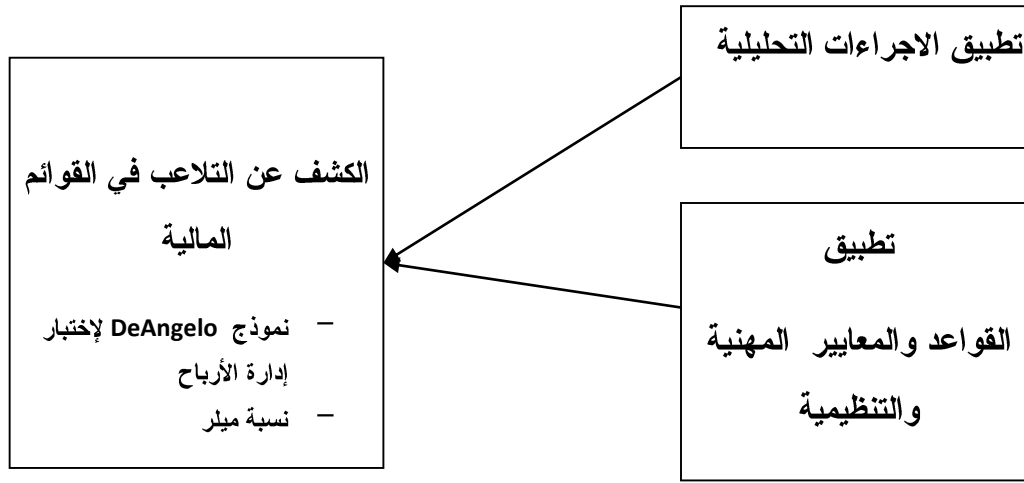 تطبيق الاجراءات التحليلية
تطبيق
القواعد والمعايير المهنية
والتنظيمية
الكشف عن التلاعب في القوائم
المالية
– نموذج DeAngelo لإختبار
إدارة الأرباح
– نسبة ميلر